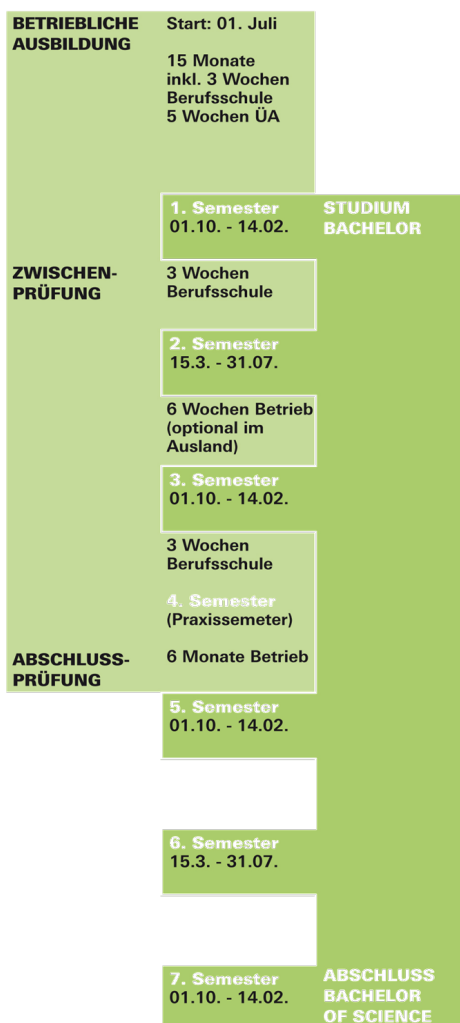 BETRIEBLICHE
AUSBILDUNG
Start: 01. Juli
15 Monate
inkl. 3 Wochen
Berufsschule
5 Wochen ÜA
1. Semester
01.10. - 14.02.
STUDIUM
BACHELOR
ZWISCHEN-
PRÜFUNG
3 Wochen
Berufsschule
2. Semester
15.3. - 31.07.
6 Wochen Betrieb
(optional im
Ausland)
3. Semester
01.10. - 14.02.
3 Wochen
Berufsschule
4. Semester
(Praxissemeter)
6 Monate Betrieb
ABSCHLUSS-
PRÜFUNG
5. Semester
01.10. - 14.02.
6. Semester
15.3. - 31.07.
7. Semester
01.10. - 14.02.
ABSCHLUSS
BACHELOR
OF SCIENCE